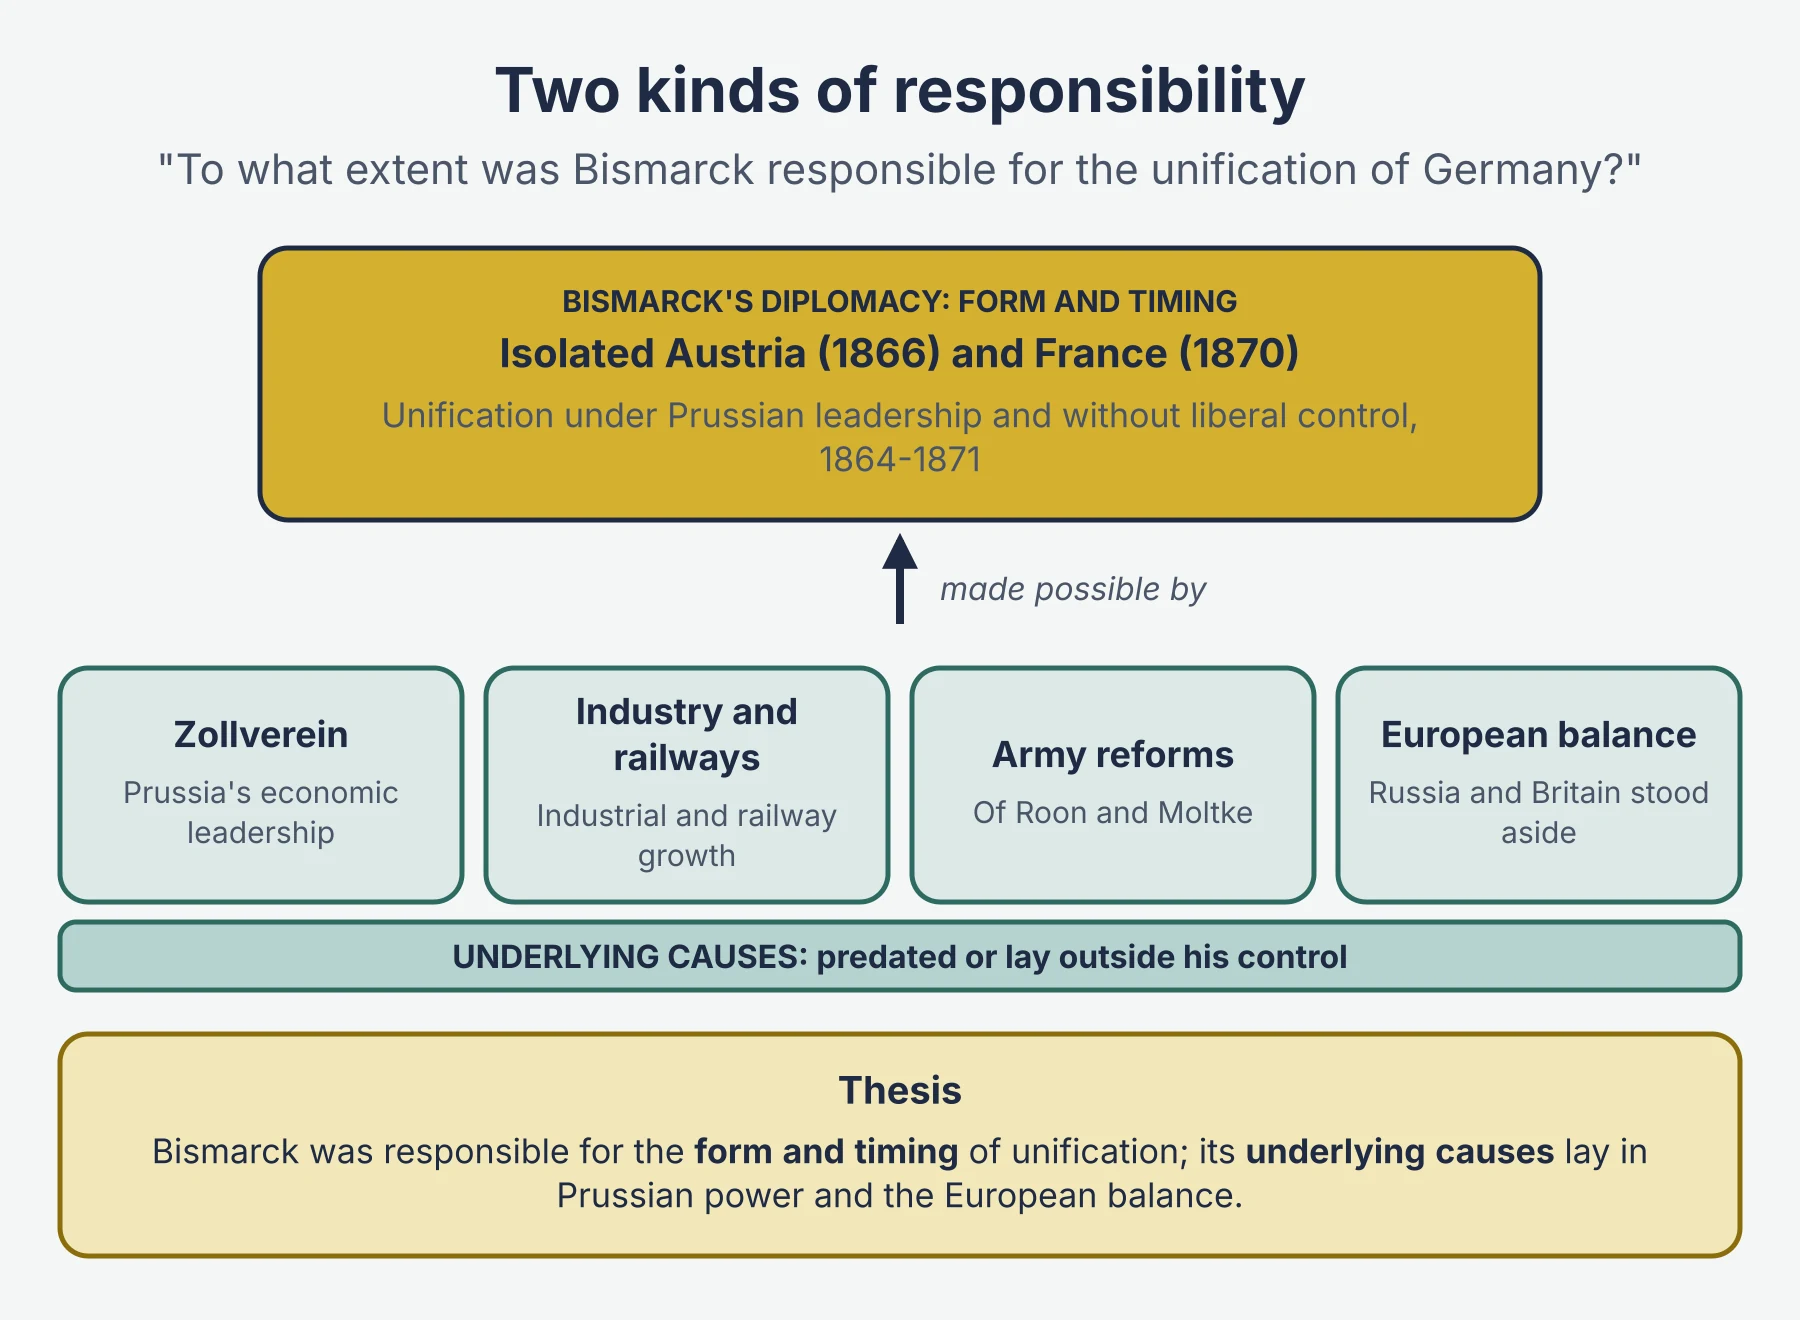 Two kinds of responsibility
"To what extent was Bismarck responsible for the unification of Germany?"
BISMARCK'S DIPLOMACY: FORM AND TIMING
Isolated Austria (1866) and France (1870)
Unification under Prussian leadership and without liberal control,
1864-1871
made possible by
Zollverein
Prussia's economic
leadership
Industry and
railways
Industrial and railway
growth
Army reforms
Of Roon and Moltke
European balance
Russia and Britain stood
aside
UNDERLYING CAUSES: predated or lay outside his control
Thesis
Bismarck was responsible for the form and timing of unification; its underlying causes lay in
Prussian power and the European balance.